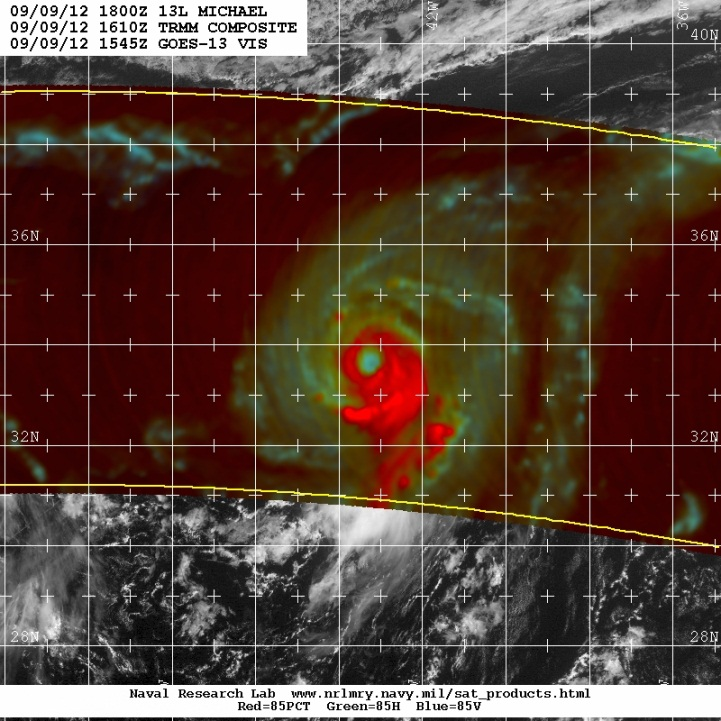 09/09/12 1800Z 13L MICHAEL
09/09/12 1610Z TRMM COMPOSITE
09/09/12 1545Z GOES-13 VIS
42W
36W
40N
36N
32N
32N
28N
28N
W
W
Naval Research Lab www.nrlmry.navy.mil/sat_products.html
Red=85PCT Green=85H Blue=85V